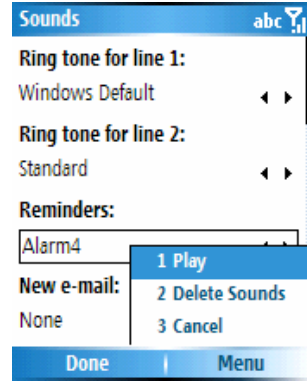 Sounds abc
Ring tone for line 1:
Windows Default
Ring tone for line 2:
Standard
Reminders:
Alarm4
1 Play
New e-mail:
2 Delete Sounds
None
3 Cancel
Done Menu